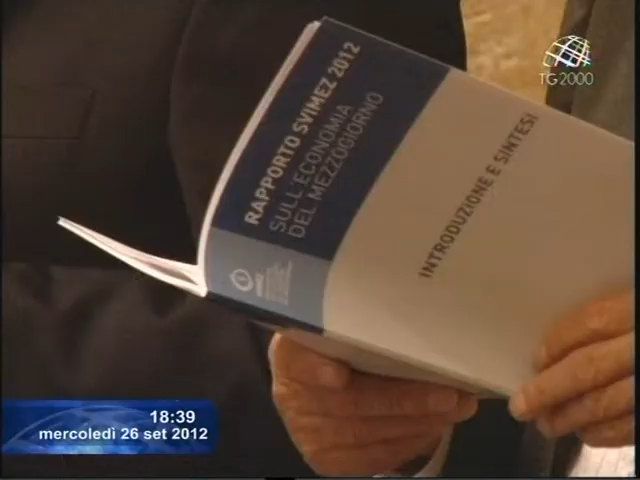 TG2000
RAPPORTO SVIMEZ 2012
SULL'ECONOMIA
DEL MEZZOGIORNO
INTRODUZIONE E SINTESI
18:39
mercoledì 26 set 2012